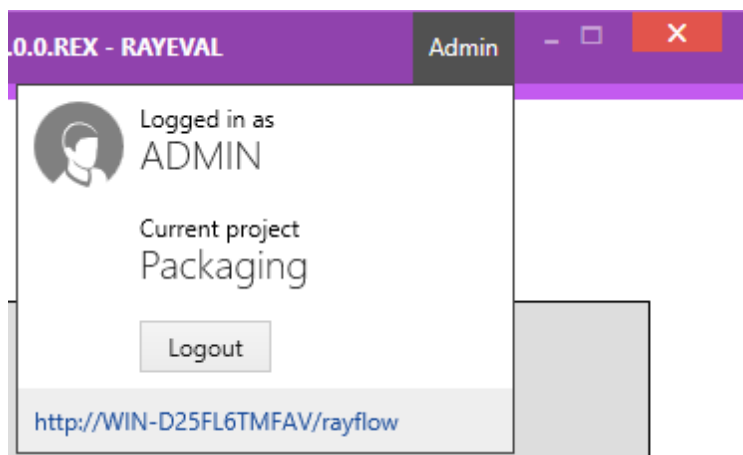 .0.0.REX - RAYEVAL
Admin
Logged in as
ADMIN
Current project
Packaging
Logout
http://WIN-D25FL6TMFAV/rayflow